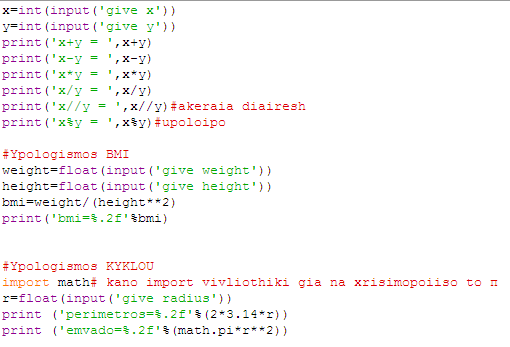 x=int(input('give x'))
y=int(input('give y'))
print('x+y = ',x+y)
print('x-y = ',x-y)
print('x*y = ',x*y)
print('x/y = ',x/y)
print('x//y = ',x//y)#akeraia diairesh
print('x%y = ',x%y)#upoloipo
#Ypologismos BMI
weight=float(input('give weight'))
height=float(input('give height'))
bmi=weight/(height**2)
print('bmi=%.2f'%bmi)
#Ypologismos KYKLOU
import math# kano import vivliothiki gia na xrisimopoiiso to π
r=float(input('give radius'))
print ('perimetros=%.2f'%(2*3.14*r))
print ('emvado=%.2f'%(math.pi*r**2))